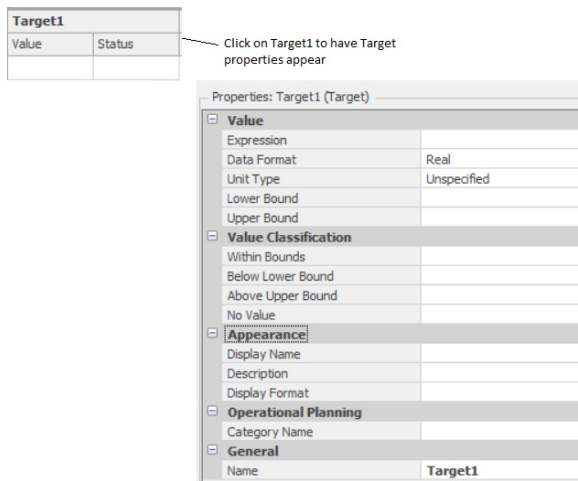 Target1
Value Status
Click on Target1 to have Target
properties appear
Properties: Target1 (Target)
Value
Expression
Data Format Real
Unit Type Unspecified
Lower Bound
Upper Bound
Value Classification
Within Bounds
Below Lower Bound
Above Upper Bound
No Value
Appearance
Display Name
Description
Display Format
Operational Planning
Category Name
General
Name Target1